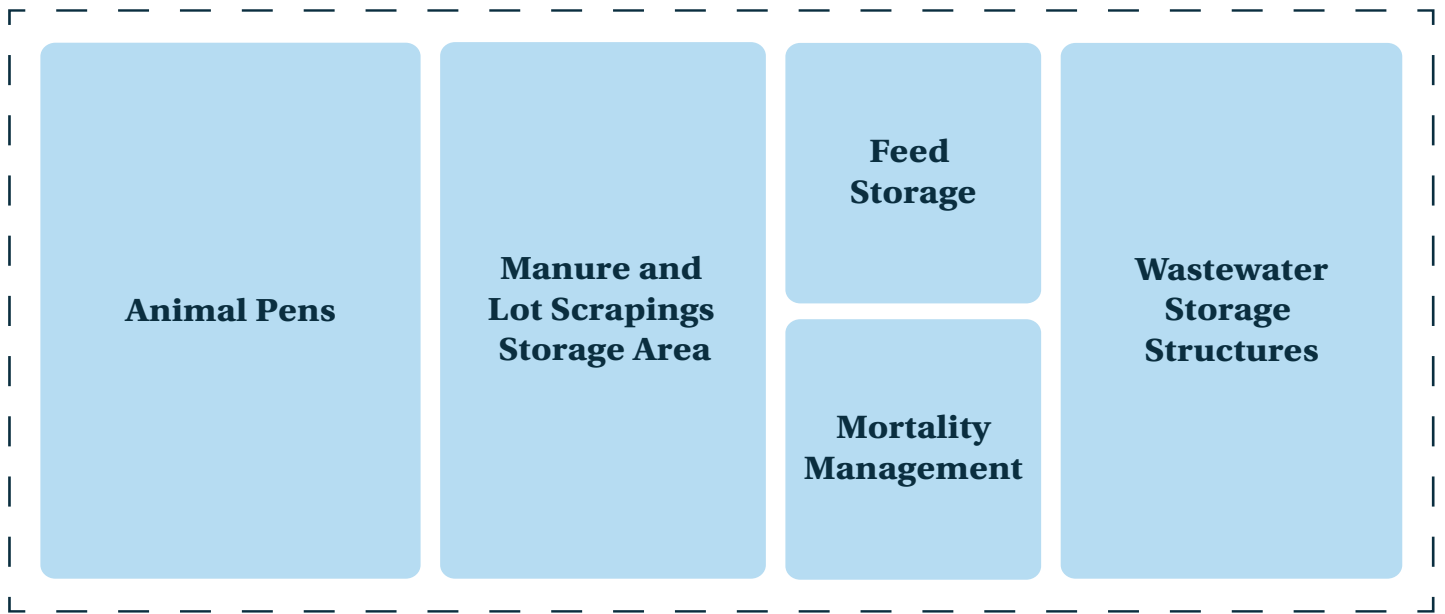 Animal Pens
Manure and
Lot Scrapings
Storage Area
Feed
Storage
Mortality
Management
Wastewater
Storage
Structures